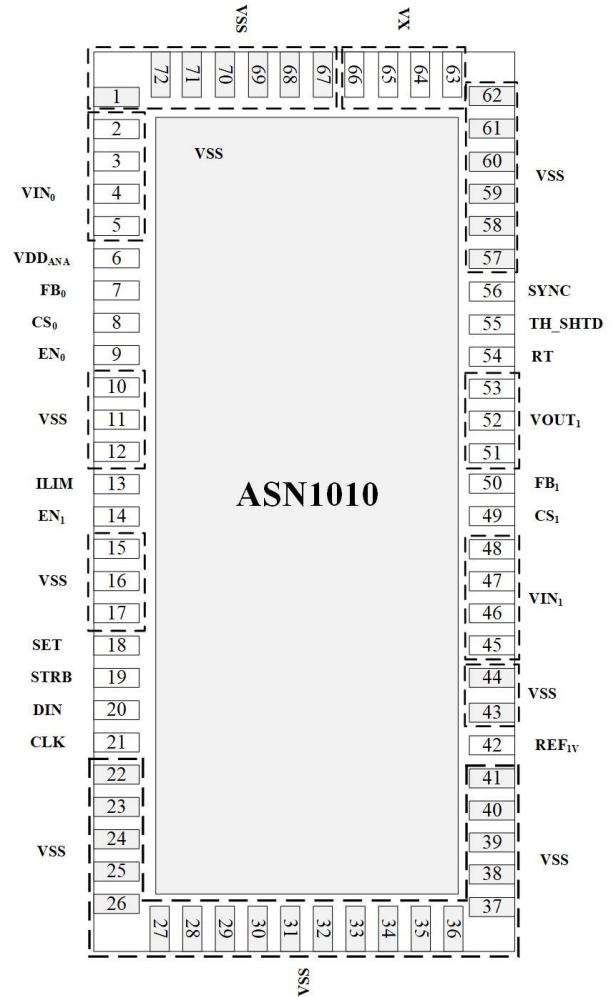 VSS
VX
72 71 70 69 68 67 66 65 64 63
1
62
2
61
VSS
3
60
VSS
VIN₀
4
59
5
58
VDD_ANA 6
57
FB₀ 7
56 SYNC
CS₀ 8
55 TH_SHTD
EN₀ 9
54 RT
10
53
VSS 11
52 VOUT₁
12
51
ILIM 13
50 FB₁
ASN1010
EN₁ 14
49 CS₁
15
48
VSS 16
47
VIN₁
17
46
SET 18
45
STRB 19
44
VSS
DIN 20
43
CLK 21
42 REF₁V
22
41
23
40
VSS
24
39
VSS
25
38
26
37
27 28 29 30 31 32 33 34 35 36
VSS